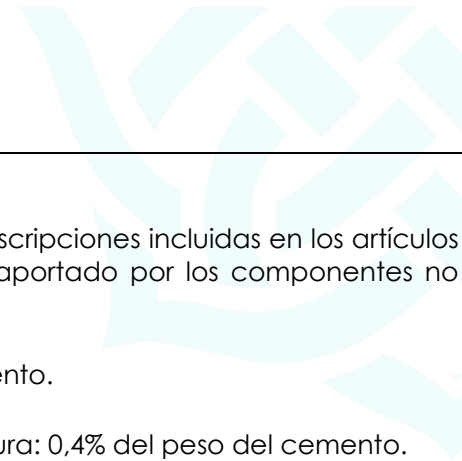 scripciones incluidas en los artículos
aportado por los componentes no
ento.
ura: 0,4% del peso del cemento.